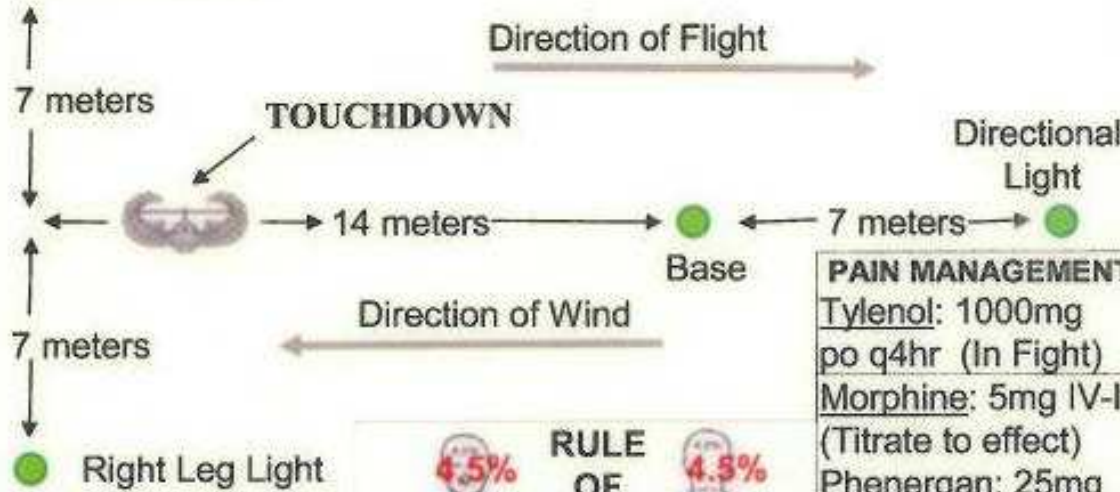 Direction of Flight
7 meters
TOUCHDOWN
Directional
Light
14 meters
7 meters
Base
Direction of Wind
7 meters
Right Leg Light
4.5%
RULE
OF
4.5%
PAIN MANAGEMENT
Tylenol: 1000mg
po q4hr (In Fight)
Morphine: 5mg IV-I
(Titrate to effect)
Phenergan: 25mg